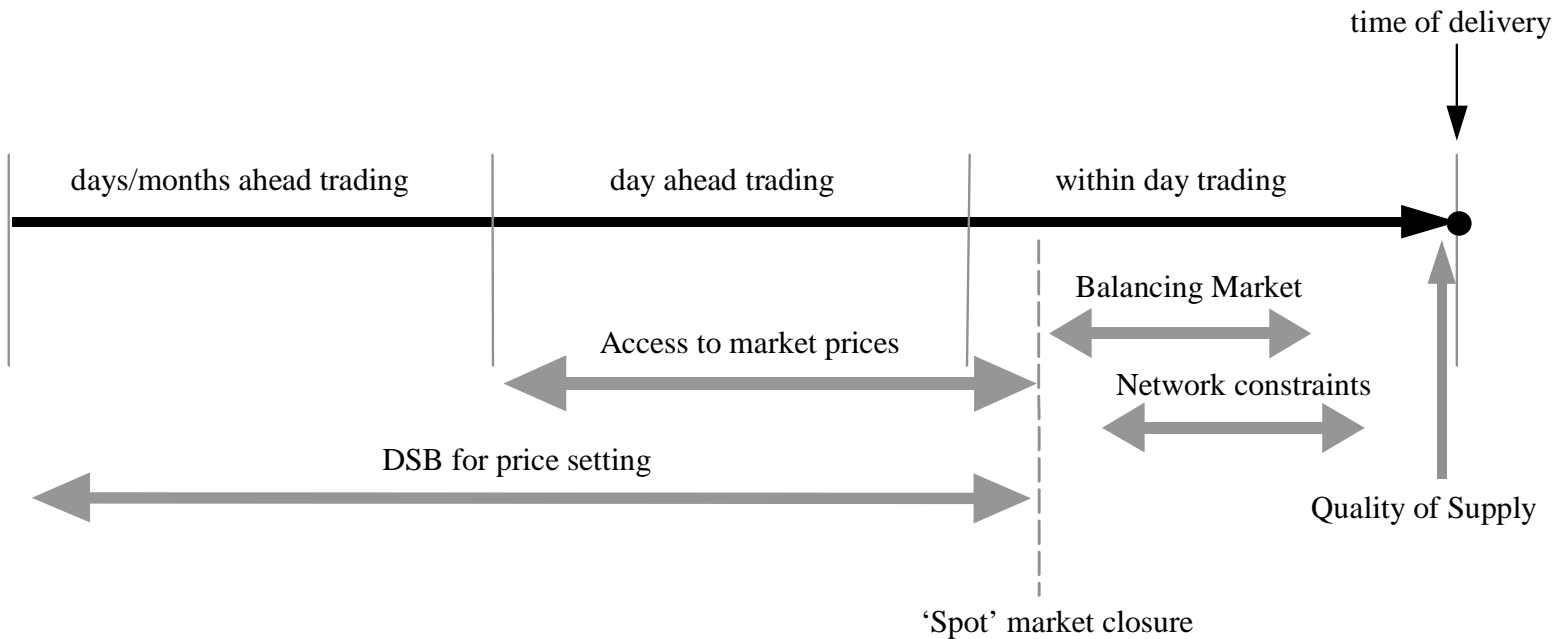 time of delivery
days/months ahead trading
day ahead trading
within day trading
Balancing Market
Access to market prices
Network constraints
DSB for price setting
Quality of Supply
‘Spot’ market closure